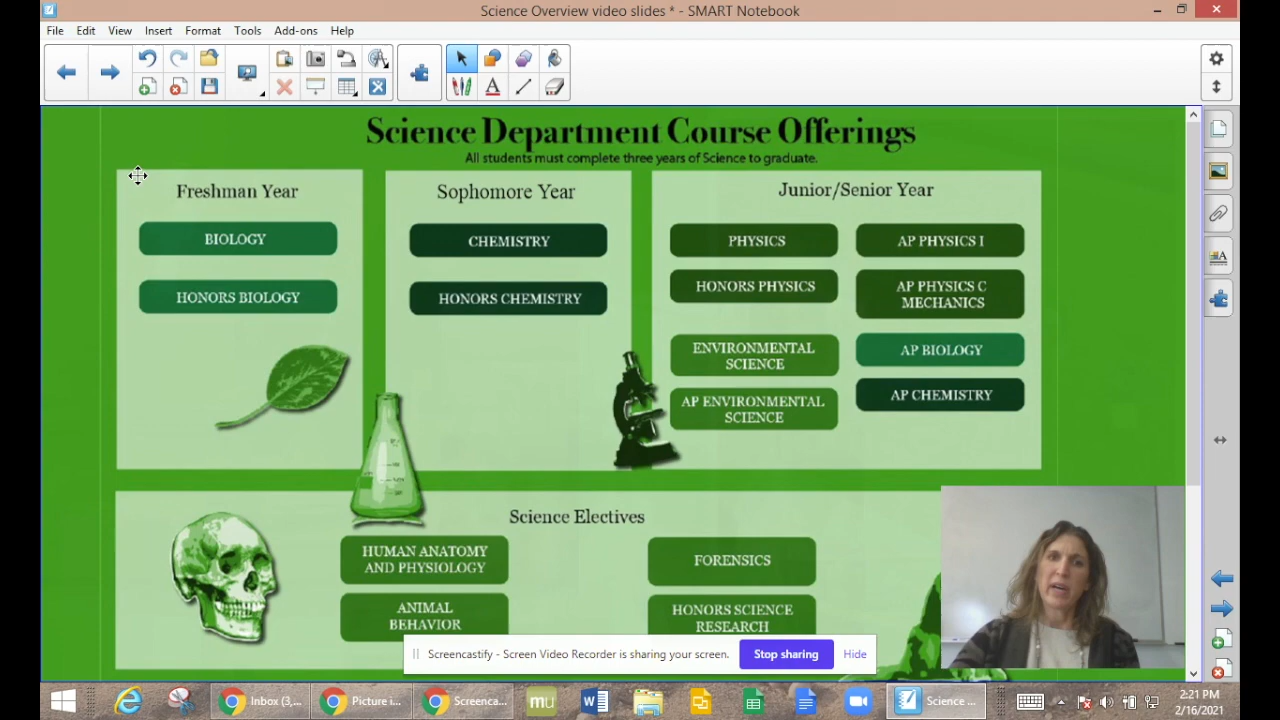 Science Overview video slides * - SMART Notebook
File Edit View Insert Format Tools Add-ons Help
Science Department Course Offerings
All students must complete three years of Science to graduate.
Freshman Year
BIOLOGY
HONORS BIOLOGY
Sophomore Year
CHEMISTRY
HONORS CHEMISTRY
Junior/Senior Year
PHYSICS
AP PHYSICS I
HONORS PHYSICS
AP PHYSICS C
MECHANICS
ENVIRONMENTAL
SCIENCE
AP BIOLOGY
AP ENVIRONMENTAL
SCIENCE
AP CHEMISTRY
Science Electives
HUMAN ANATOMY
AND PHYSIOLOGY
FORENSICS
ANIMAL
BEHAVIOR
HONORS SCIENCE
RESEARCH
Screencastify - Screen Video Recorder is sharing your screen. Stop sharing Hide
Inbox (3,... Picture i... Screenca... mu Science ...
2:21 PM
2/16/2021